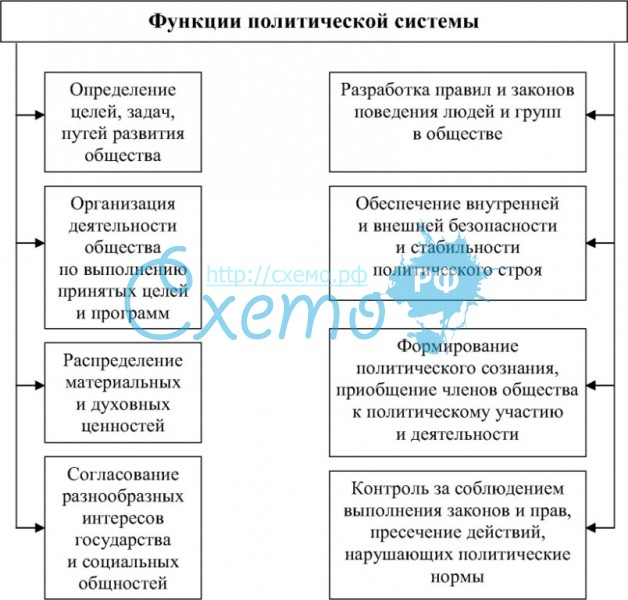 Функции политической системы
Определение
целей, задач,
путей развития
общества
Организация
деятельности
общества
по выполнению
принятых целей
и программ
Распределение
материальных
и духовных
ценностей
Согласование
разнообразных
интересов
государства
и социальных
общностей
Разработка правил и законов
поведения людей и групп
в обществе
Обеспечение внутренней
и внешней безопасности
и стабильности
политического строя
Формирование
политического сознания,
приобщение членов общества
к политическому участию
и деятельности
Контроль за соблюдением
выполнения законов и прав,
пресечение действий,
нарушающих политические
нормы
http://схемо.рф
Схемо
РФ